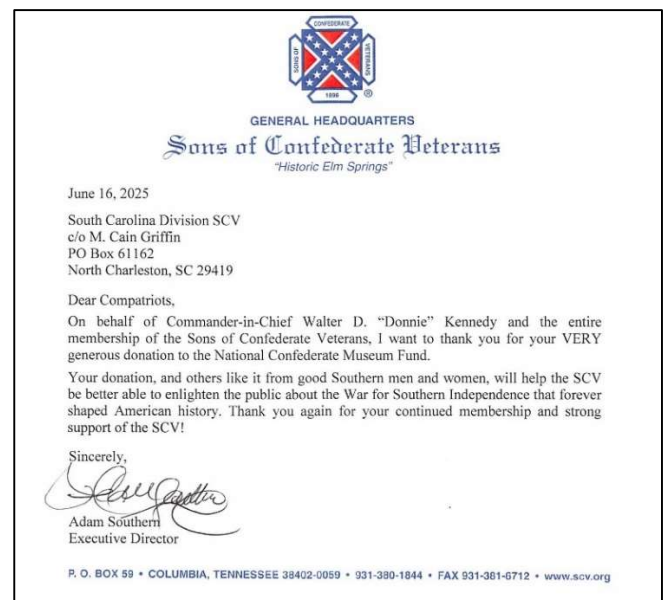 CONFEDERATE
SONS OF
VETERANS
1896
®
GENERAL HEADQUARTERS
Sons of Confederate Veterans
"Historic Elm Springs"
June 16, 2025
South Carolina Division SCV
c/o M. Cain Griffin
PO Box 61162
North Charleston, SC 29419
Dear Compatriots,
On behalf of Commander-in-Chief Walter D. “Donnie” Kennedy and the entire
membership of the Sons of Confederate Veterans, I want to thank you for your VERY
generous donation to the National Confederate Museum Fund.
Your donation, and others like it from good Southern men and women, will help the SCV
be better able to enlighten the public about the War for Southern Independence that forever
shaped American history. Thank you again for your continued membership and strong
support of the SCV!
Sincerely,
Adam Southern
Executive Director
P. O. BOX 59 • COLUMBIA, TENNESSEE 38402-0059 • 931-380-1844 • FAX 931-381-6712 • www.scv.org